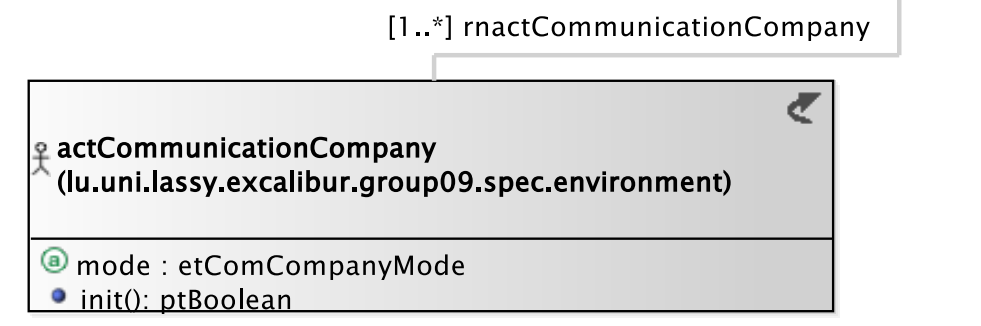 [1..*] rnactCommunicationCompany
actCommunicationCompany
(lu.uni.lassy.excalibur.group09.spec.environment)
a mode : etComCompanyMode
init(): ptBoolean